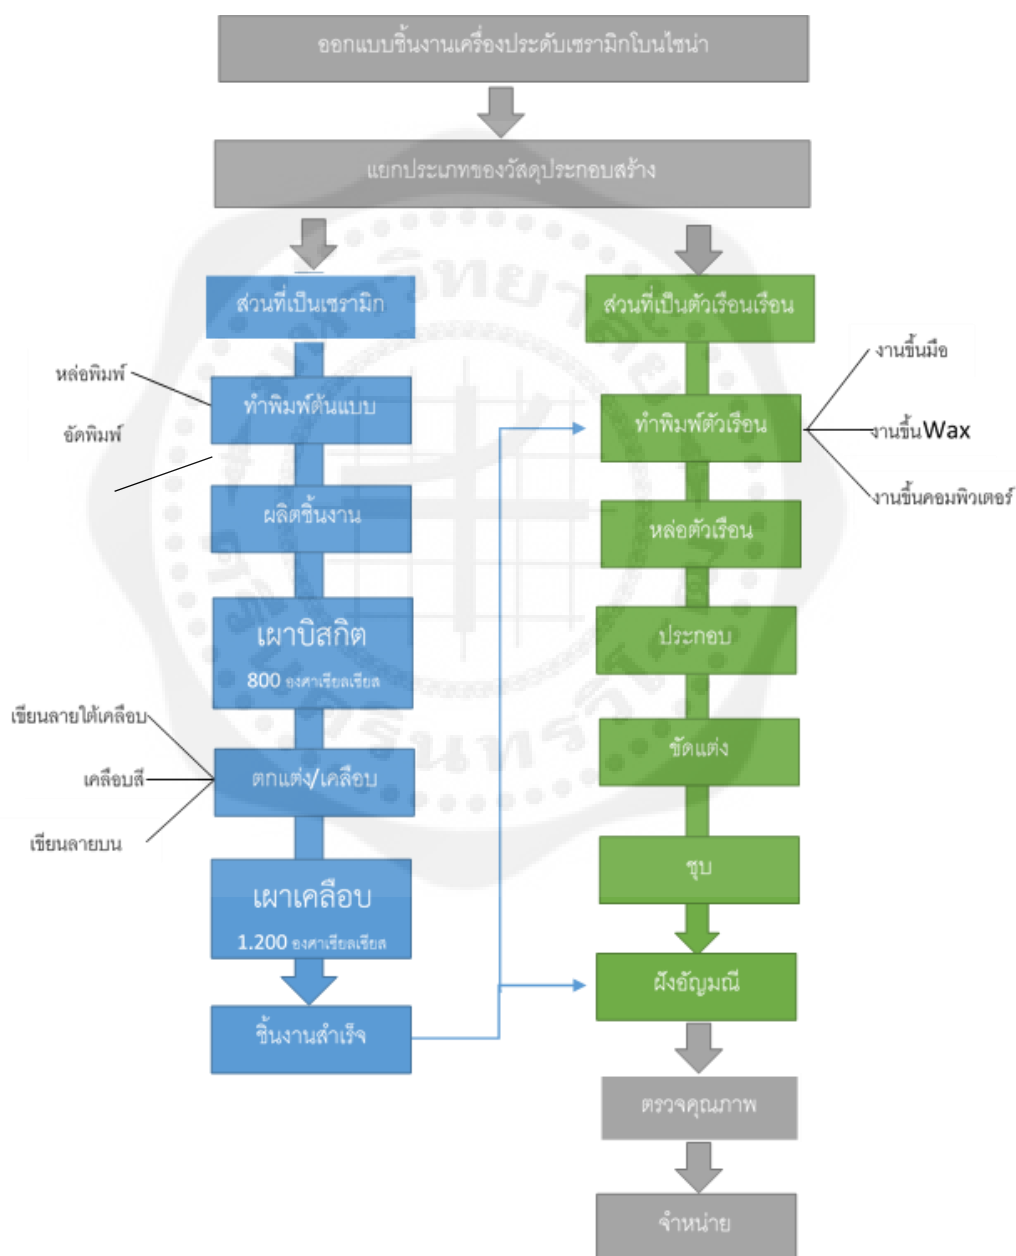 ออกแบบชิ้นงานเครื่องประดับเซรามิกโบนไชน่า
แยกประเภทของวัสดุประกอบสร้าง
ส่วนที่เป็นเซรามิก
หล่อพิมพ์
ทำพิมพ์ต้นแบบ
อัดพิมพ์
ผลิตชิ้นงาน
เผาบิสกิต
800 องศาเซียลเซียส
เขียนลายใต้เคลือบ
เคลือบสี
ตกแต่ง/เคลือบ
เขียนลายบน
เผาเคลือบ
1.200 องศาเซียลเซียส
ชิ้นงานสำเร็จ
ส่วนที่เป็นตัวเรือนเรือน
ทำพิมพ์ตัวเรือน
งานขึ้นมือ
งานขึ้นWax
งานขึ้นคอมพิวเตอร์
หล่อตัวเรือน
ประกอบ
ขัดแต่ง
ชุบ
ฝังอัญมณี
ตรวจคุณภาพ
จำหน่าย